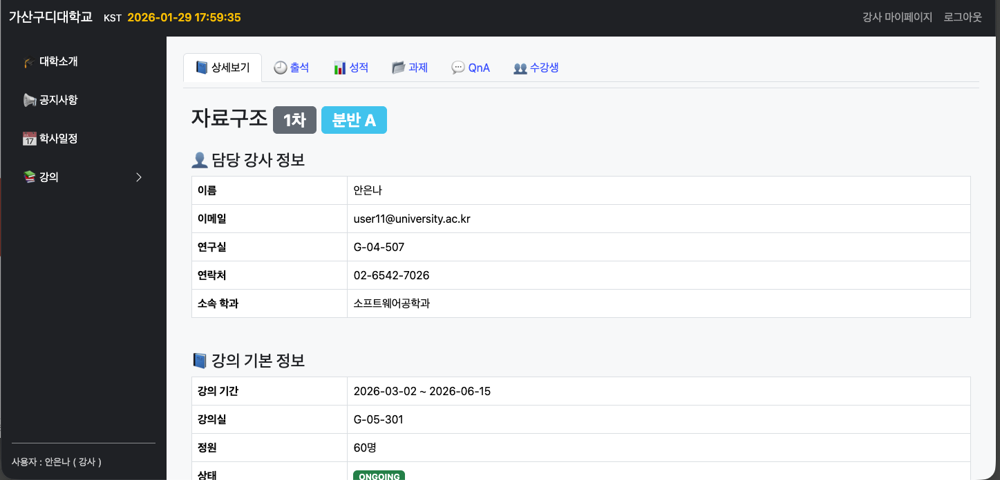 가산구디대학교 KST 2026-01-29 17:59:35 강사 마이페이지 로그아웃
대학소개
공지사항
17 학사일정
강의
사용자 : 안은나 ( 강사 )
상세보기 출석 성적 과제 QnA 수강생
자료구조 1차 분반 A
담당 강사 정보
이름 안은나
이메일 user11@university.ac.kr
연구실 G-04-507
연락처 02-6542-7026
소속 학과 소프트웨어공학과
강의 기본 정보
강의 기간 2026-03-02 ~ 2026-06-15
강의실 G-05-301
정원 60명
상태 ONGOING